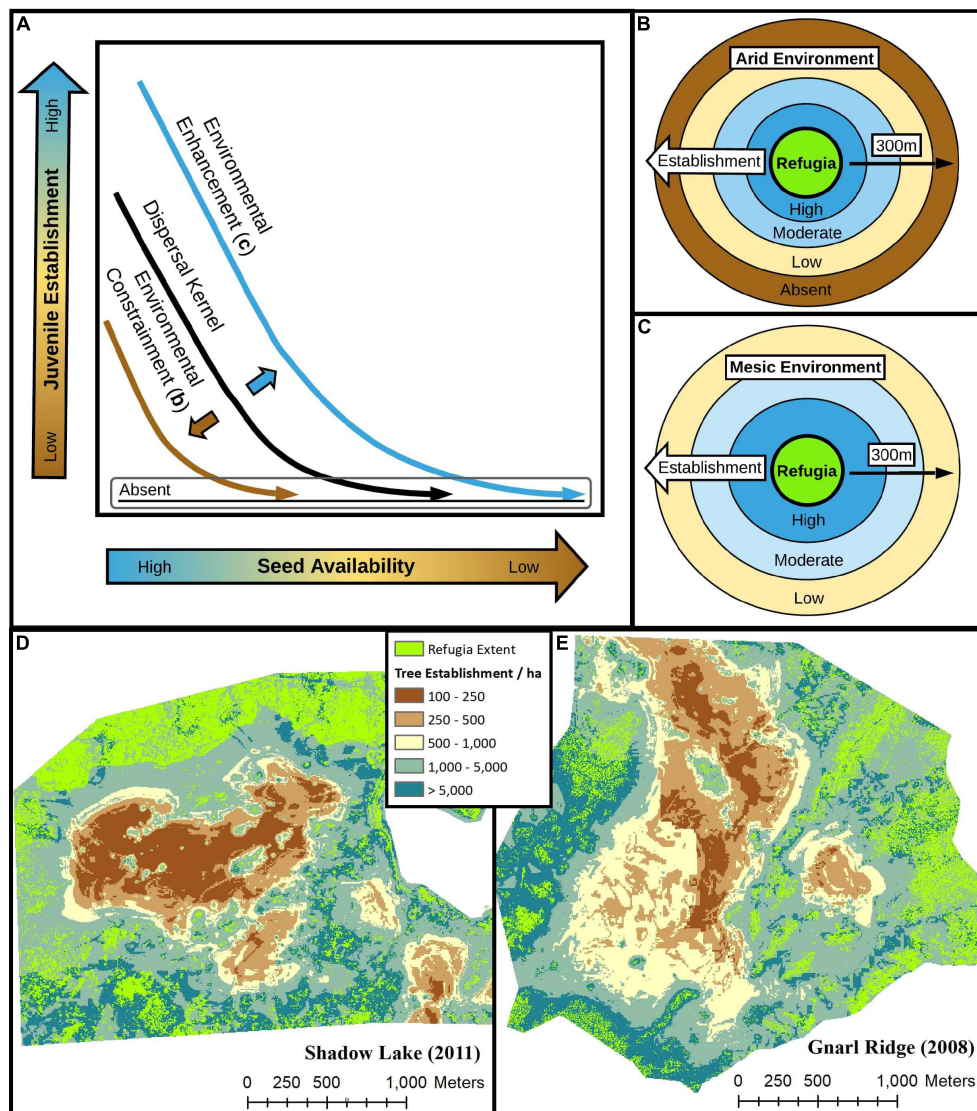 A
High
Juvenile Establishment
Low
Environmental
Enhancement (c)
Dispersal Kernel
Environmental
Constrainment (b)
Absent
High
Seed Availability
Low
B
Arid Environment
300m
Establishment
Refugia
High
Moderate
Low
Absent
C
Mesic Environment
300m
Establishment
Refugia
High
Moderate
Low
D
Refugia Extent
Tree Establishment / ha
100 - 250
250 - 500
500 - 1,000
1,000 - 5,000
> 5,000
Shadow Lake (2011)
0 250 500 1,000 Meters
E
Gnarl Ridge (2008)
0 250 500 1,000 Meters